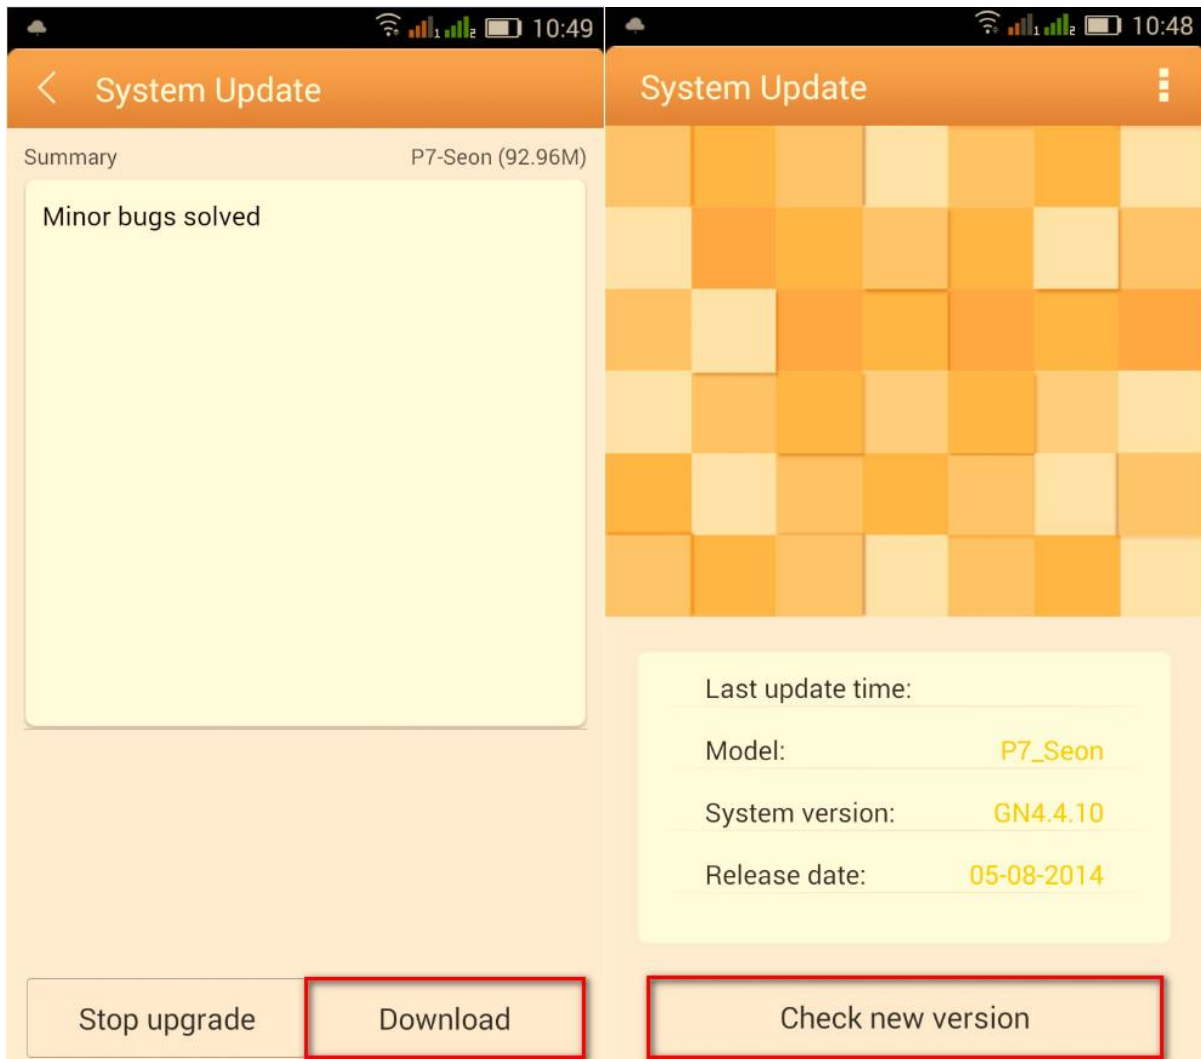 10:49
System Update
Summary P7-Seon (92.96M)
Minor bugs solved
Stop upgrade Download
10:48
System Update
Last update time:
Model: P7_Seon
System version: GN4.4.10
Release date: 05-08-2014
Check new version